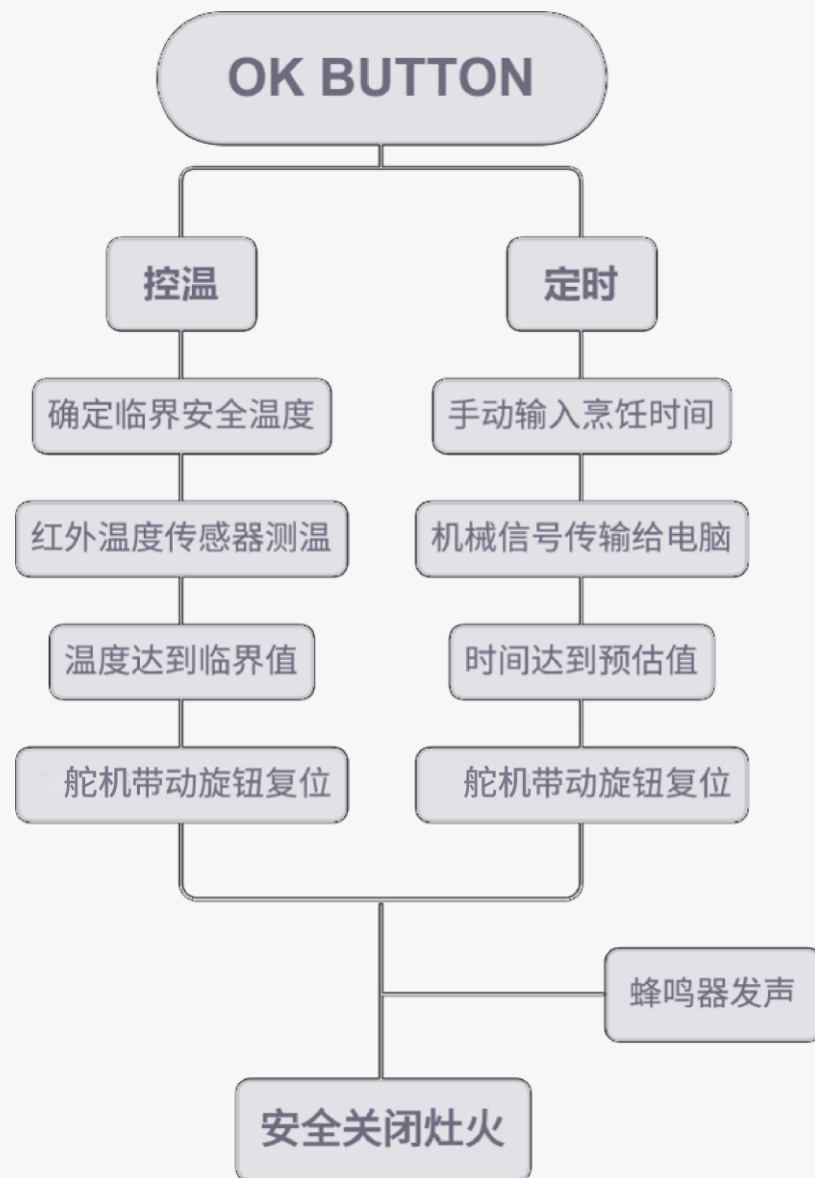 OK BUTTON
控温
定时
确定临界安全温度
手动输入烹饪时间
红外温度传感器测温
机械信号传输给电脑
温度达到临界值
时间达到预估值
舵机带动旋钮复位
舵机带动旋钮复位
蜂鸣器发声
安全关闭灶火